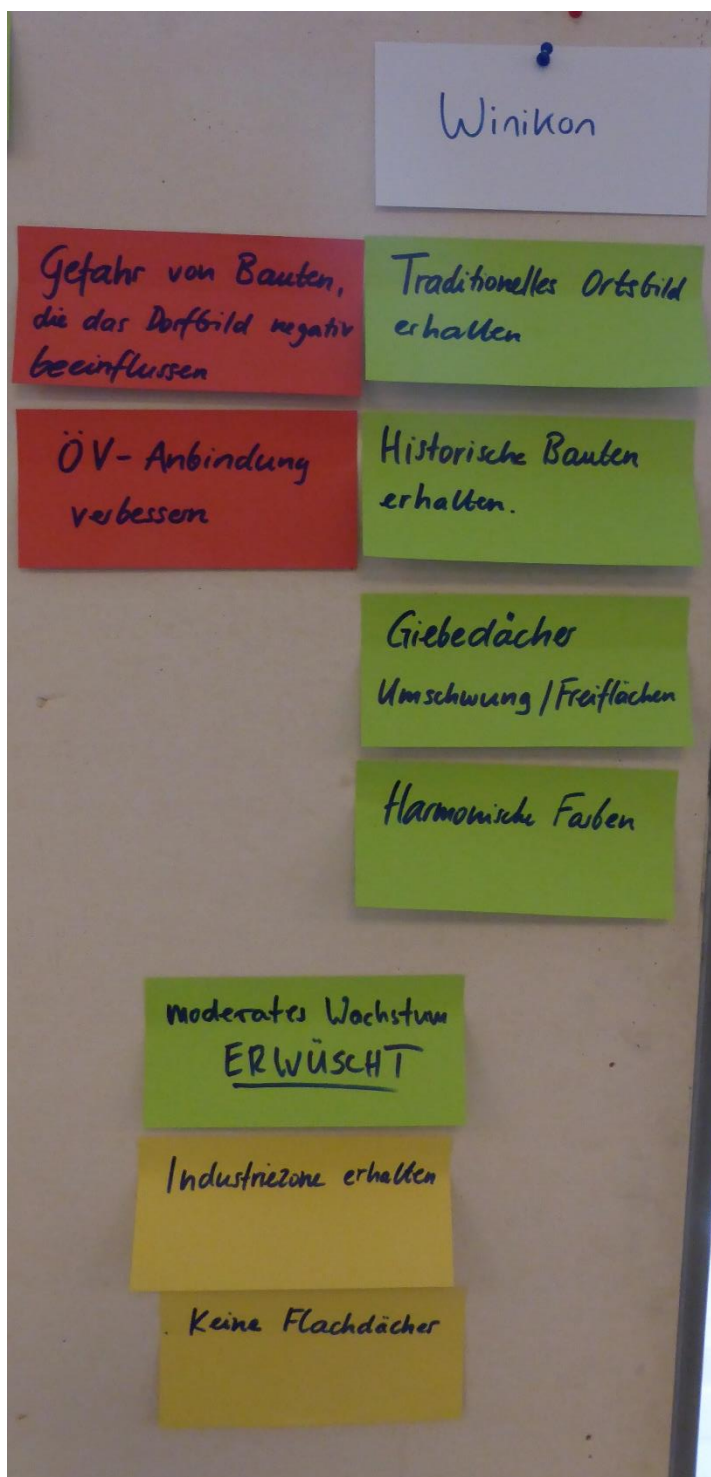 Winikon
Gefahr von Bauten,
die das Dorfbild negativ
beeinflussen
ÖV-Anbindung
verbessern
Traditionelles Ortsbild
erhalten
Historische Bauten
erhalten.
Giebedächer
Umschwung / Freiflächen
Harmonische Farben
moderates Wachstum
ERWÜSCHT
Industriezone erhalten
Keine Flachdächer